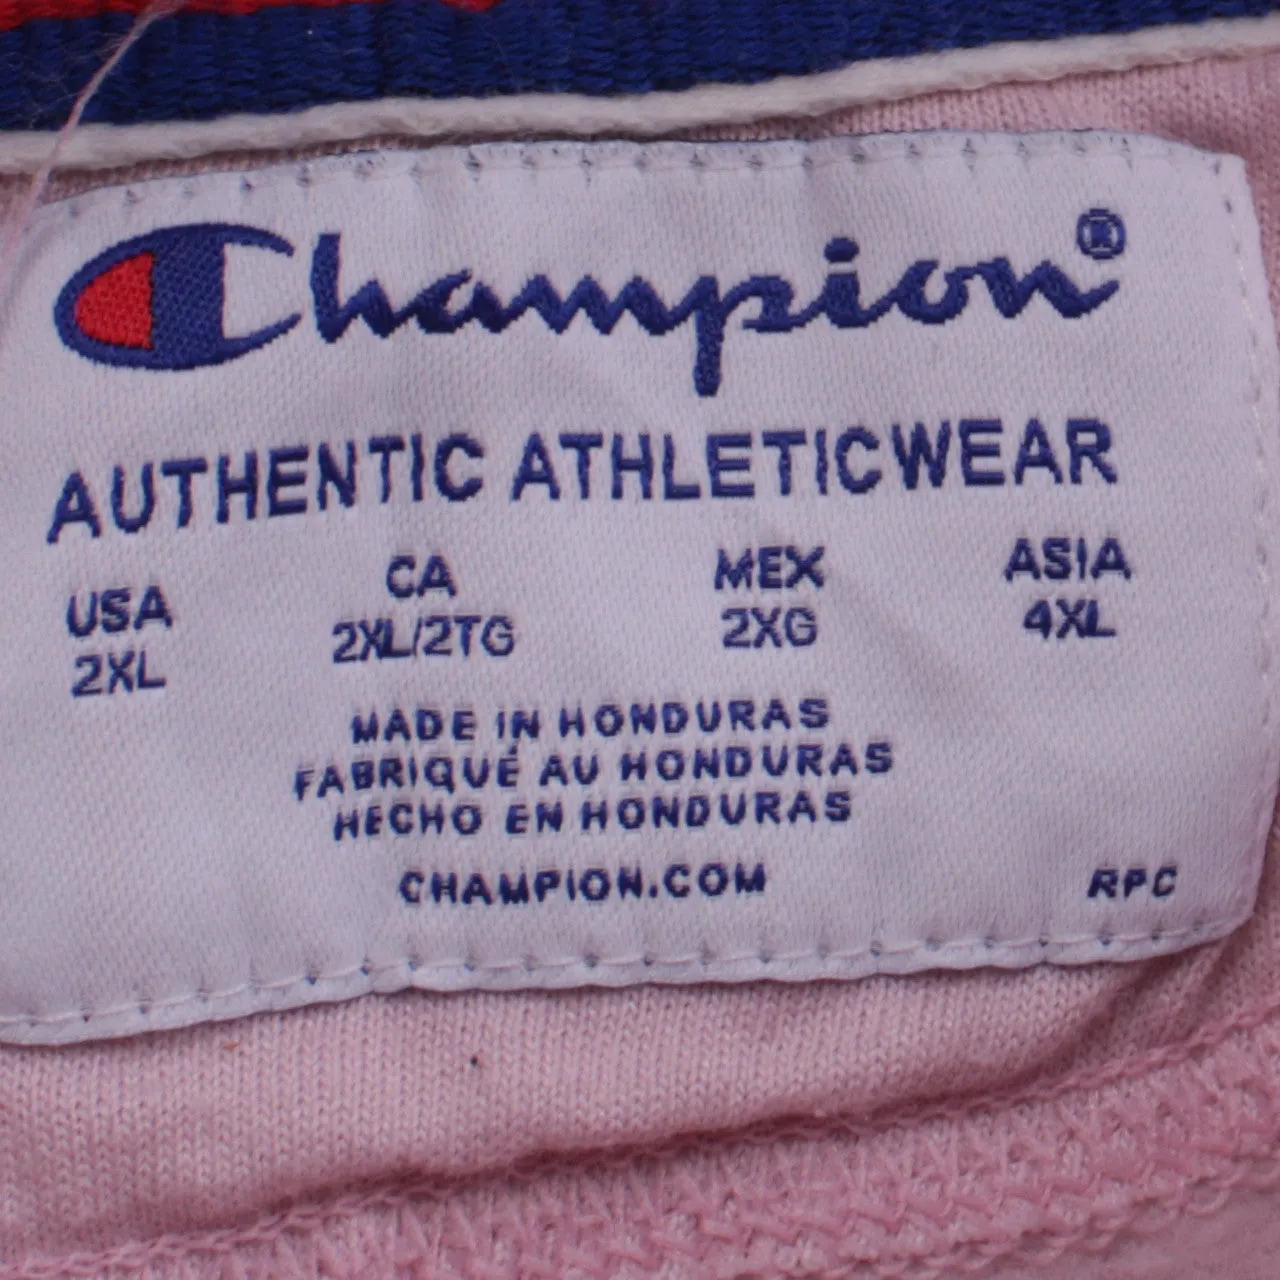 Champion®
AUTHENTIC ATHLETICWEAR
USA CA MEX ASIA
2XL 2XL/2TG 2XG 4XL
MADE IN HONDURAS
FABRIQUÉ AU HONDURAS
HECHO EN HONDURAS
CHAMPION.COM RPC